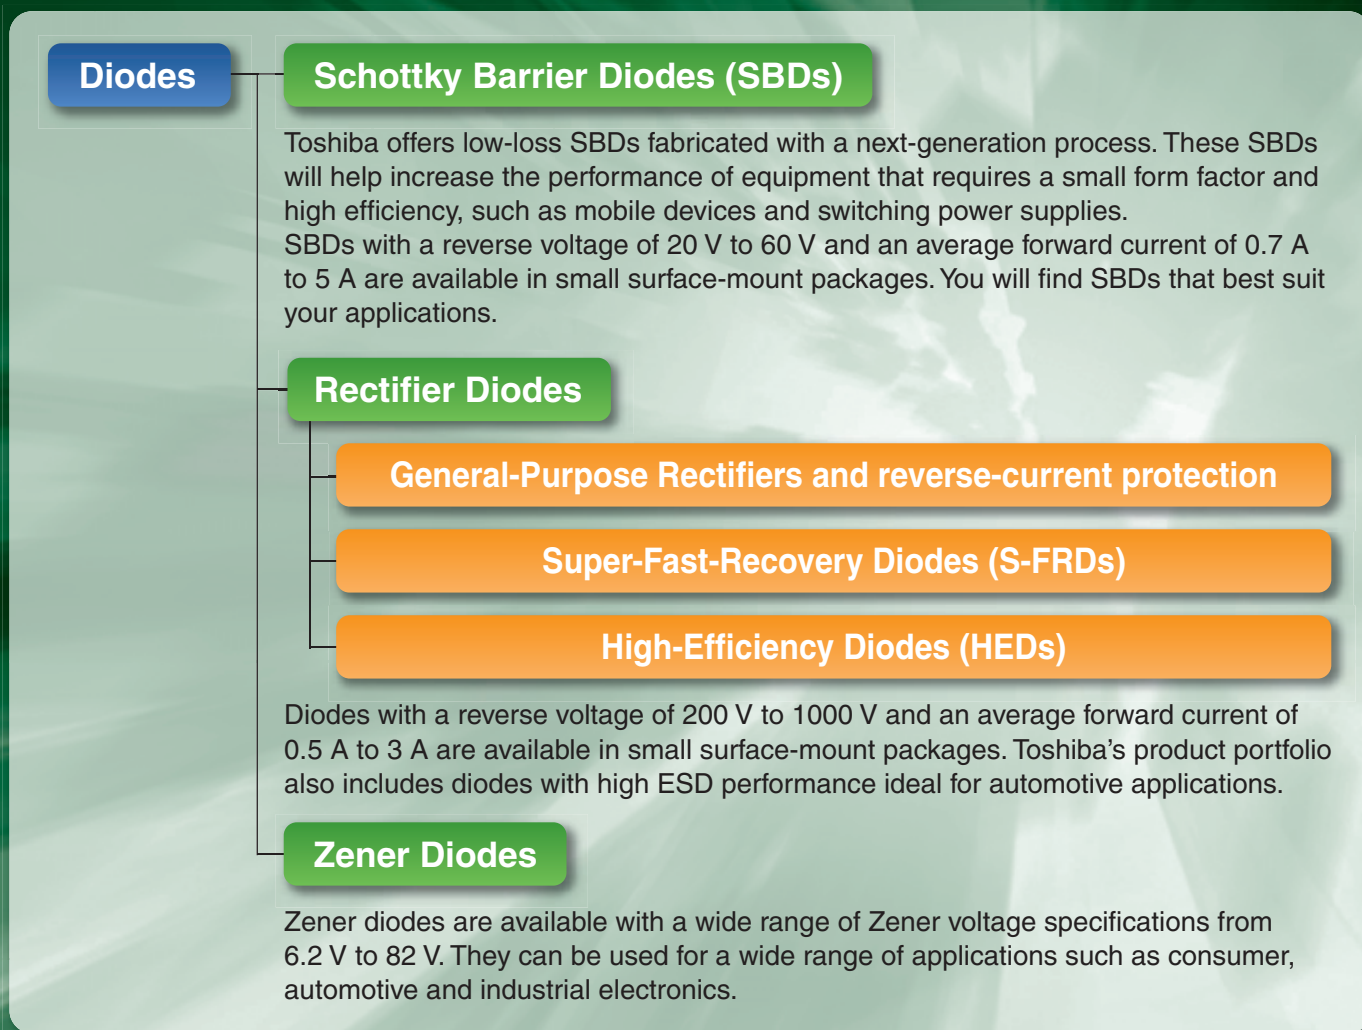 Diodes
Schottky Barrier Diodes (SBDs)
Toshiba offers low-loss SBDs fabricated with a next-generation process. These SBDs
will help increase the performance of equipment that requires a small form factor and
high efficiency, such as mobile devices and switching power supplies.
SBDs with a reverse voltage of 20 V to 60 V and an average forward current of 0.7 A
to 5 A are available in small surface-mount packages. You will find SBDs that best suit
your applications.
Rectifier Diodes
General-Purpose Rectifiers and reverse-current protection
Super-Fast-Recovery Diodes (S-FRDs)
High-Efficiency Diodes (HEDs)
Diodes with a reverse voltage of 200 V to 1000 V and an average forward current of
0.5 A to 3 A are available in small surface-mount packages. Toshiba’s product portfolio
also includes diodes with high ESD performance ideal for automotive applications.
Zener Diodes
Zener diodes are available with a wide range of Zener voltage specifications from
6.2 V to 82 V. They can be used for a wide range of applications such as consumer,
automotive and industrial electronics.